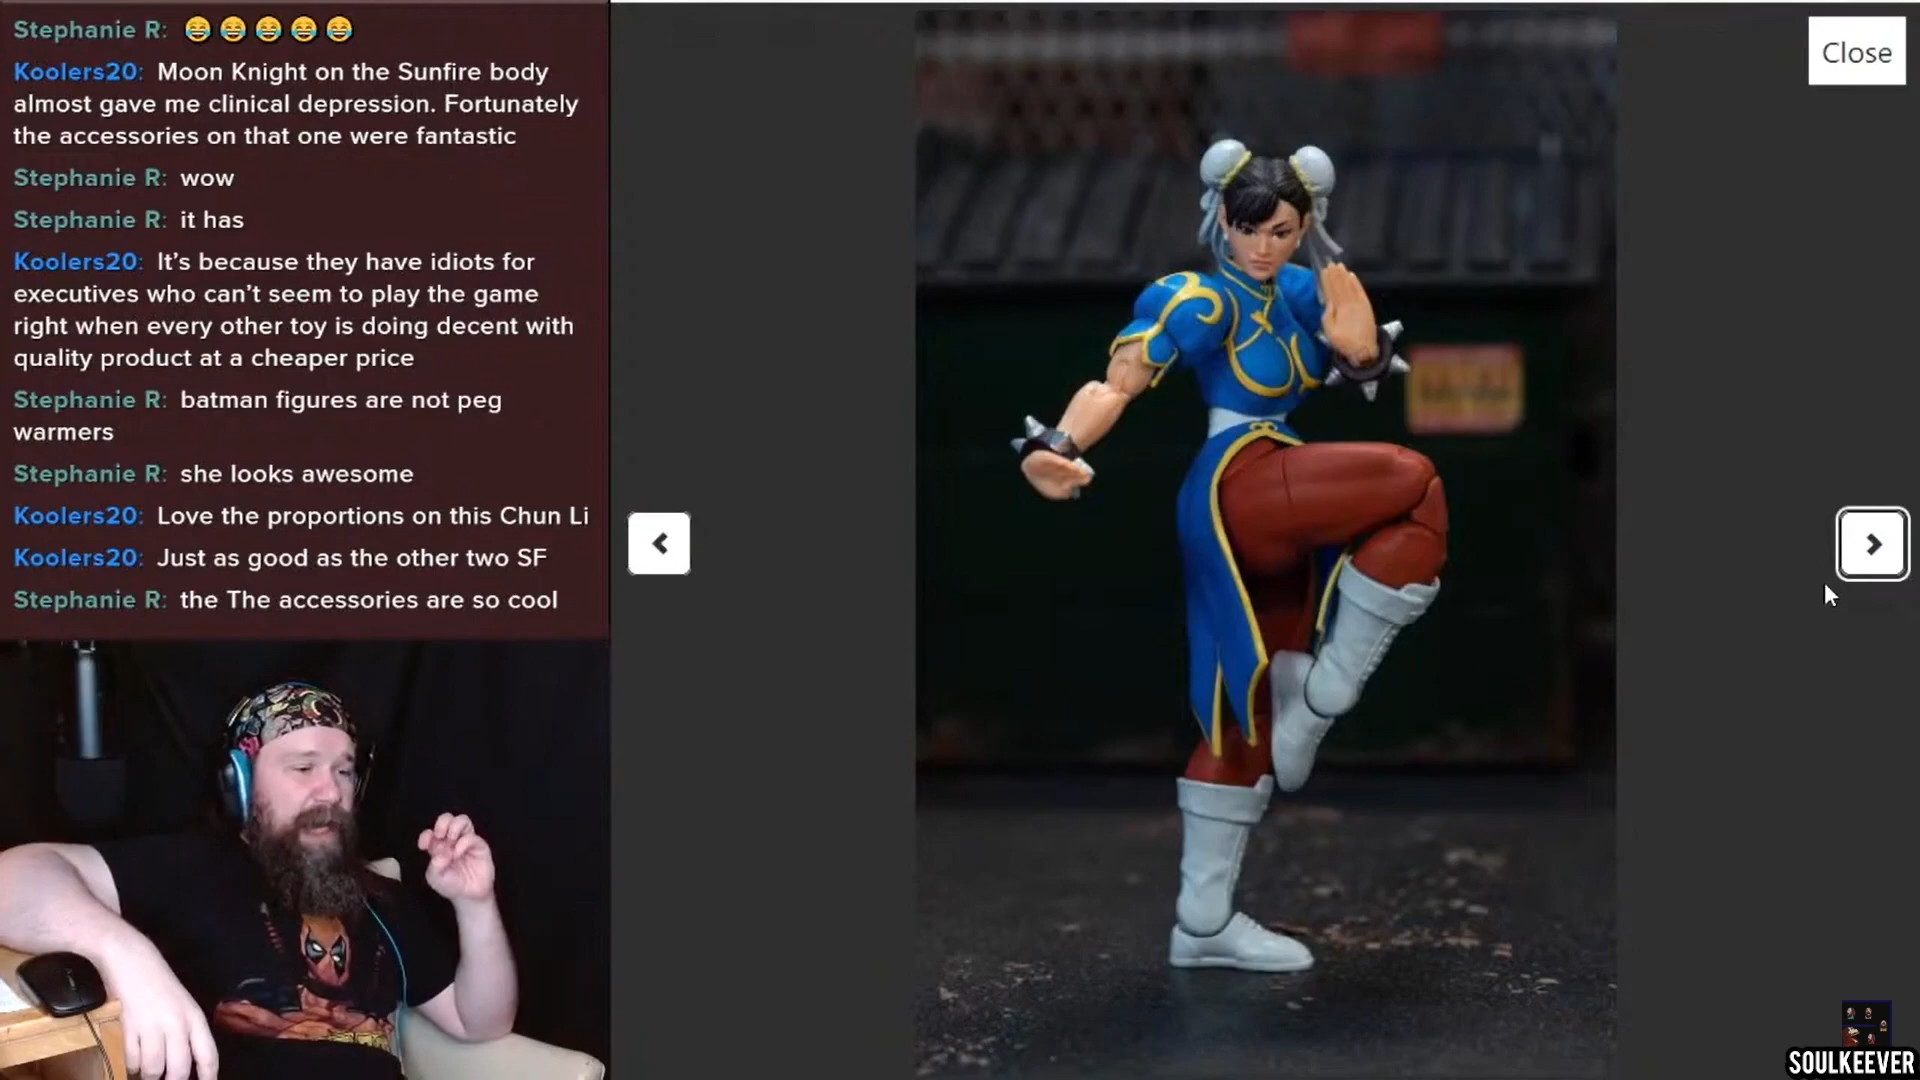 Stephanie R: 😂😂😂😂😂
Koolers20: Moon Knight on the Sunfire body
almost gave me clinical depression. Fortunately
the accessories on that one were fantastic
Stephanie R: wow
Stephanie R: it has
Koolers20: It's because they have idiots for
executives who can't seem to play the game
right when every other toy is doing decent with
quality product at a cheaper price
Stephanie R: batman figures are not peg
warmers
Stephanie R: she looks awesome
Koolers20: Love the proportions on this Chun Li
Koolers20: Just as good as the other two SF
Stephanie R: the The accessories are so cool
Close
SOULKEEVER